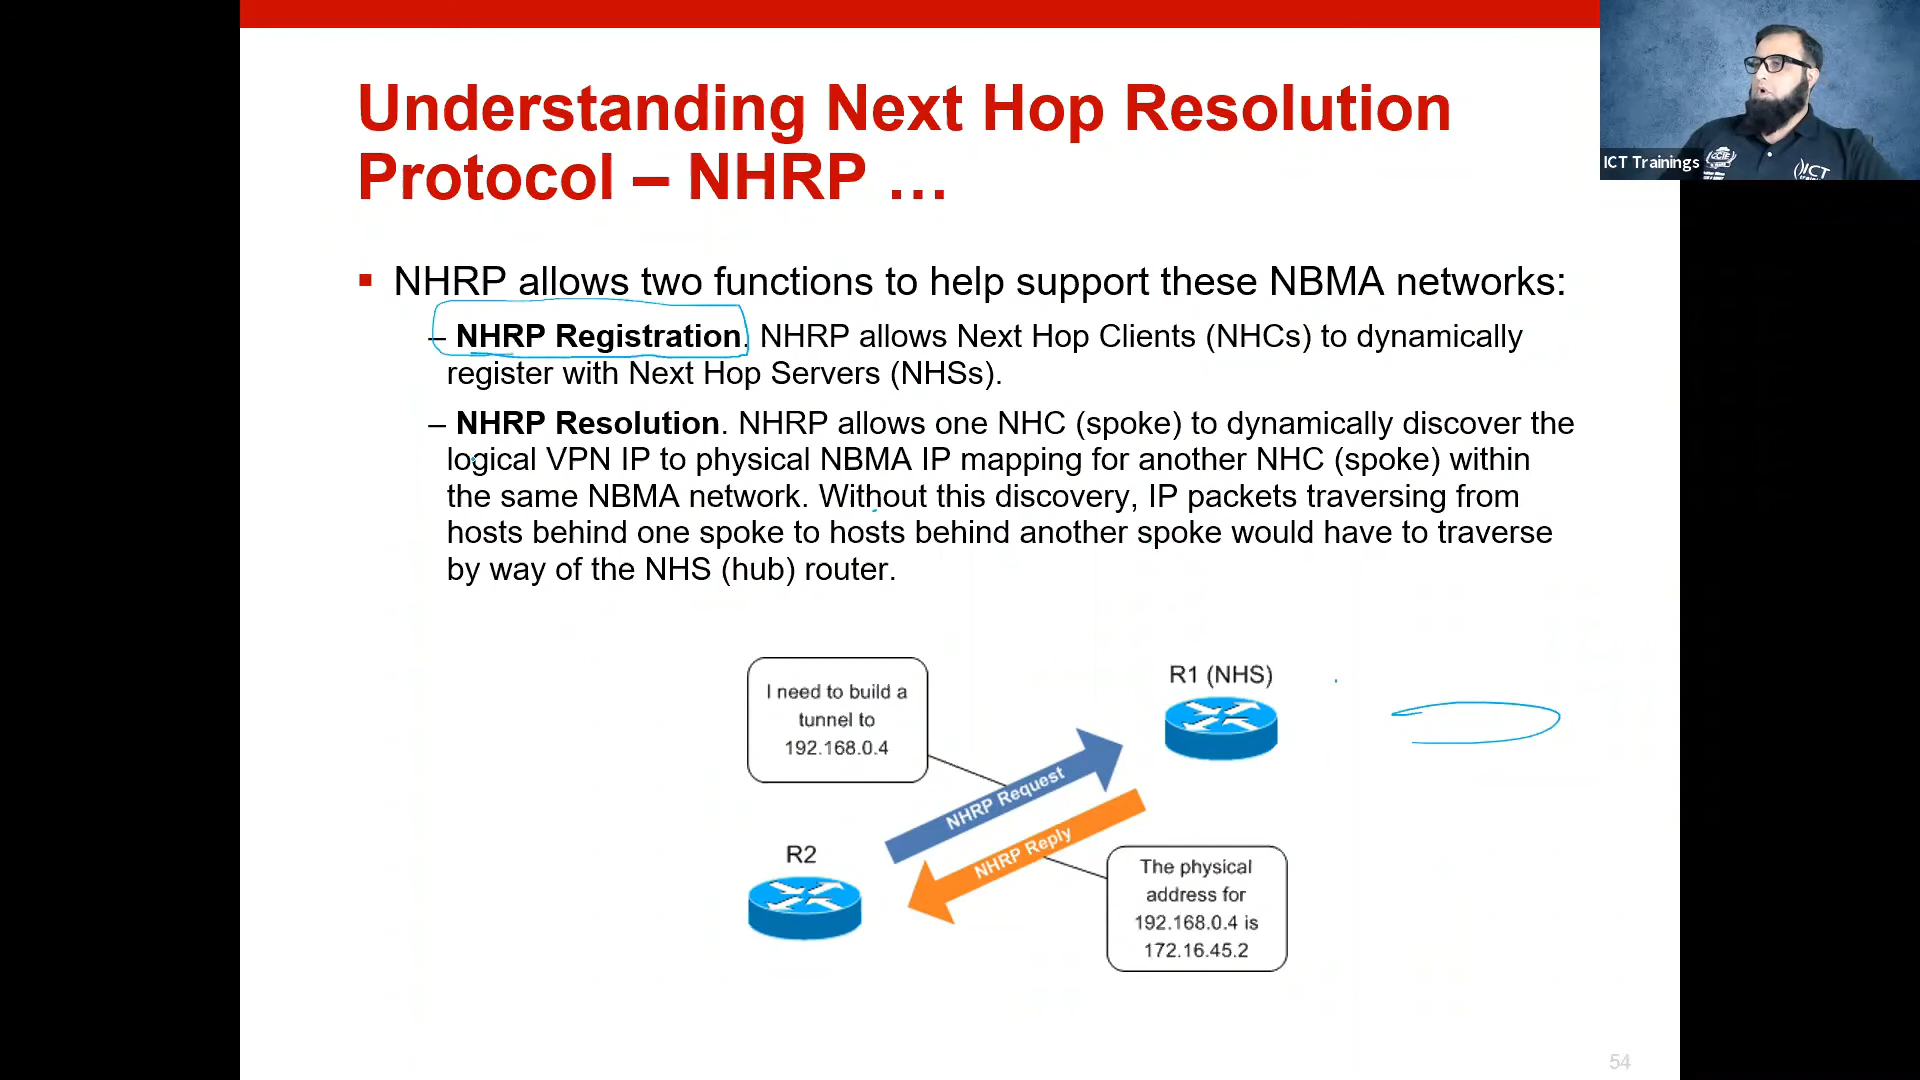 Understanding Next Hop Resolution
Protocol – NHRP …
ICT Trainings
CCIE
ICT
▪ NHRP allows two functions to help support these NBMA networks:
– NHRP Registration. NHRP allows Next Hop Clients (NHCs) to dynamically
register with Next Hop Servers (NHSs).
– NHRP Resolution. NHRP allows one NHC (spoke) to dynamically discover the
logical VPN IP to physical NBMA IP mapping for another NHC (spoke) within
the same NBMA network. Without this discovery, IP packets traversing from
hosts behind one spoke to hosts behind another spoke would have to traverse
by way of the NHS (hub) router.
I need to build a
tunnel to
192.168.0.4
R1 (NHS)
NHRP Request
NHRP Reply
R2
The physical
address for
192.168.0.4 is
172.16.45.2
54